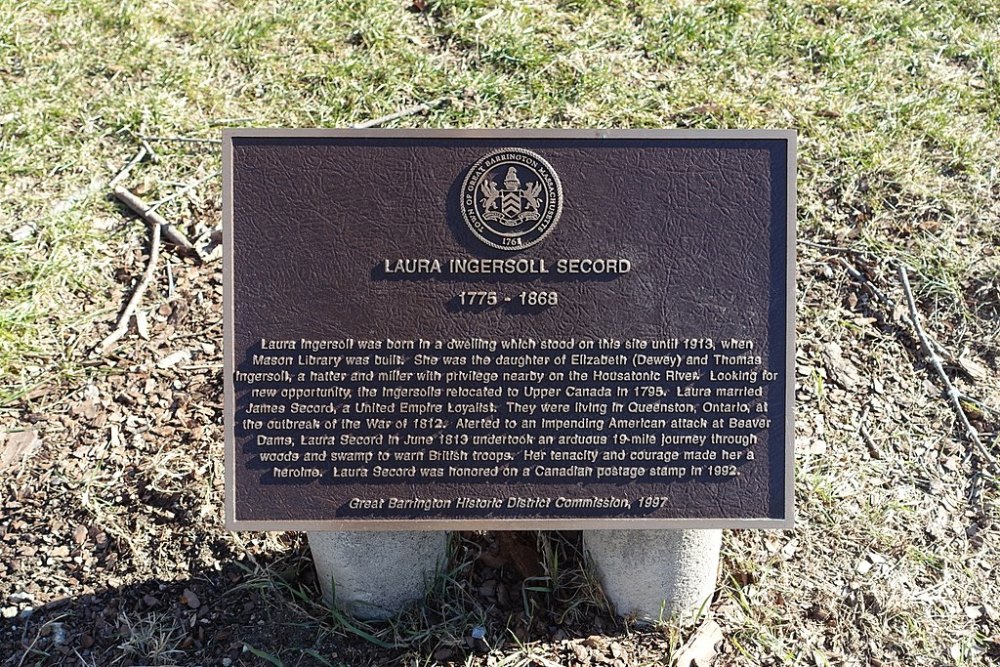 TOWN OF GREAT BARRINGTON MASSACHUSETTS
1761
LAURA INGERSOLL SECORD
1775 - 1868
Laura Ingersoll was born in a dwelling which stood on this site until 1913, when
Mason Library was built. She was the daughter of Elizabeth (Dewey) and Thomas
Ingersoll, a hatter and miller with privilege nearby on the Housatonic River. Looking for
new opportunity, the Ingersolls relocated to Upper Canada in 1795. Laura married
James Secord, a United Empire Loyalist. They were living in Queenston, Ontario, at
the outbreak of the War of 1812. Alerted to an impending American attack at Beaver
Dams, Laura Secord in June 1813 undertook an arduous 19-mile journey through
woods and swamp to warn British troops. Her tenacity and courage made her a
heroine. Laura Secord was honored on a Canadian postage stamp in 1992.
Great Barrington Historic District Commission, 1997